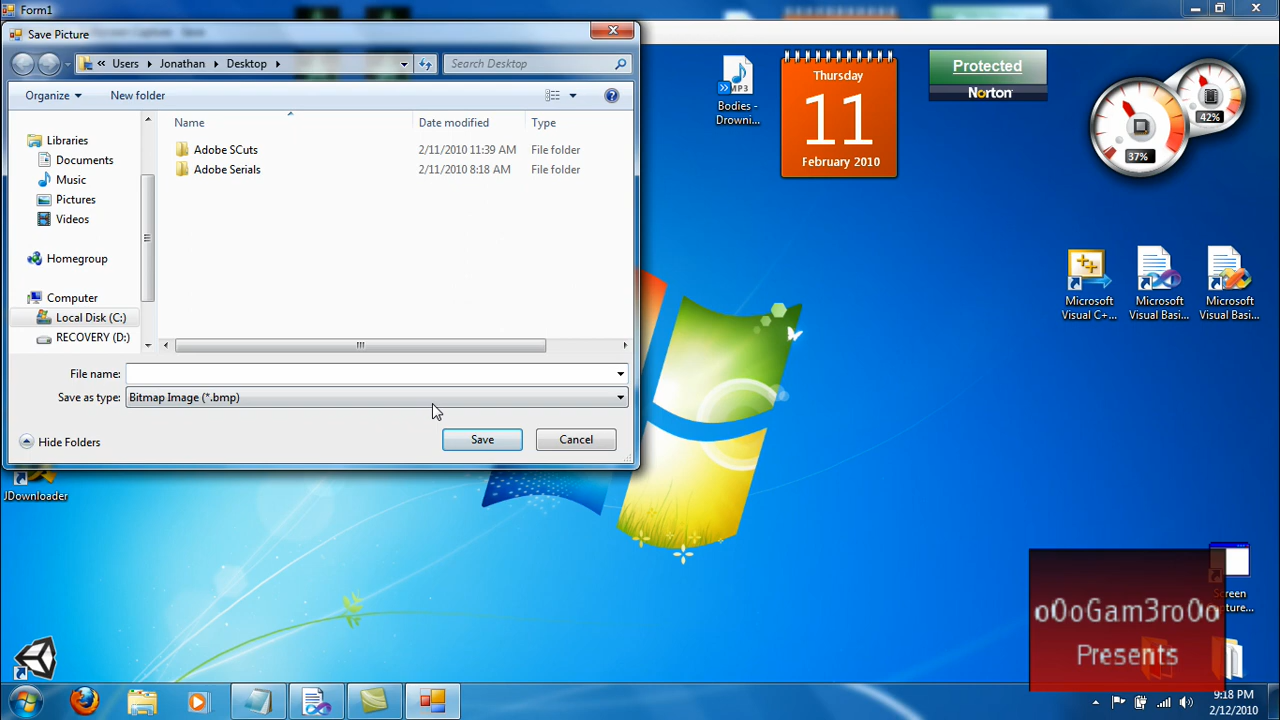 Form1
Save Picture
« Users Jonathan Desktop
Search Desktop
Organize New folder
Name Date modified Type
Adobe SCuts 2/11/2010 11:39 AM File folder
Adobe Serials 2/11/2010 8:18 AM File folder
Libraries
Documents
Music
Pictures
Videos
Homegroup
Computer
Local Disk (C:)
RECOVERY (D:)
File name:
Save as type: Bitmap Image (*.bmp)
Hide Folders
Save Cancel
JDownloader
MP3
Bodies -
Drowni...
Thursday
11
February 2010
Protected
Norton
37%
42%
Microsoft
Visual C+...
Microsoft
Visual Basi...
Microsoft
Visual Basi...
Screen
o0oGam3ro0o
Presents
9:18 PM
2/12/2010